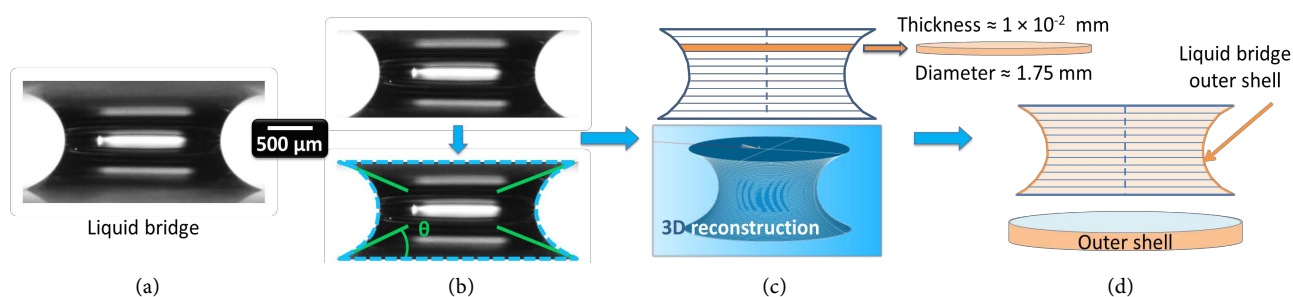 Liquid bridge
500 µm
θ
Thickness ≈ 1 × 10⁻² mm
Diameter ≈ 1.75 mm
3D reconstruction
Liquid bridge
outer shell
Outer shell
(a)
(b)
(c)
(d)